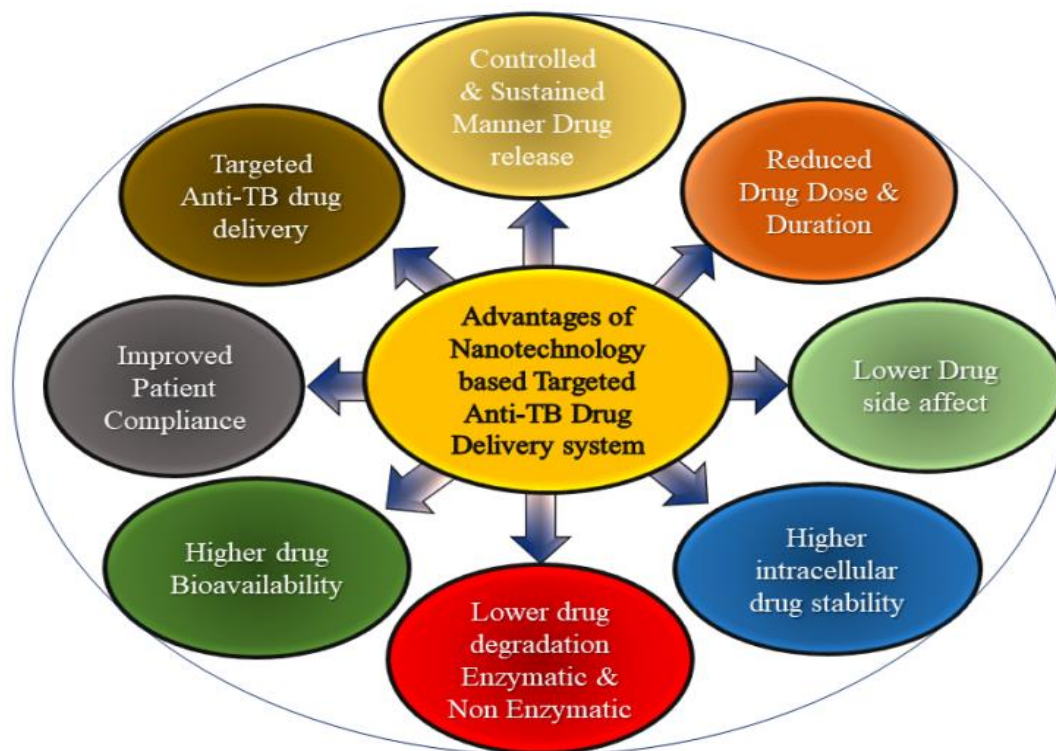 Controlled
& Sustained
Manner Drug
release
Targeted
Anti-TB drug
delivery
Reduced
Drug Dose &
Duration
Advantages of
Nanotechnology
based Targeted
Anti-TB Drug
Delivery system
Improved
Patient
Compliance
Lower Drug
side affect
Higher drug
Bioavailability
Higher
intracellular
drug stability
Lower drug
degradation
Enzymatic &
Non Enzymatic